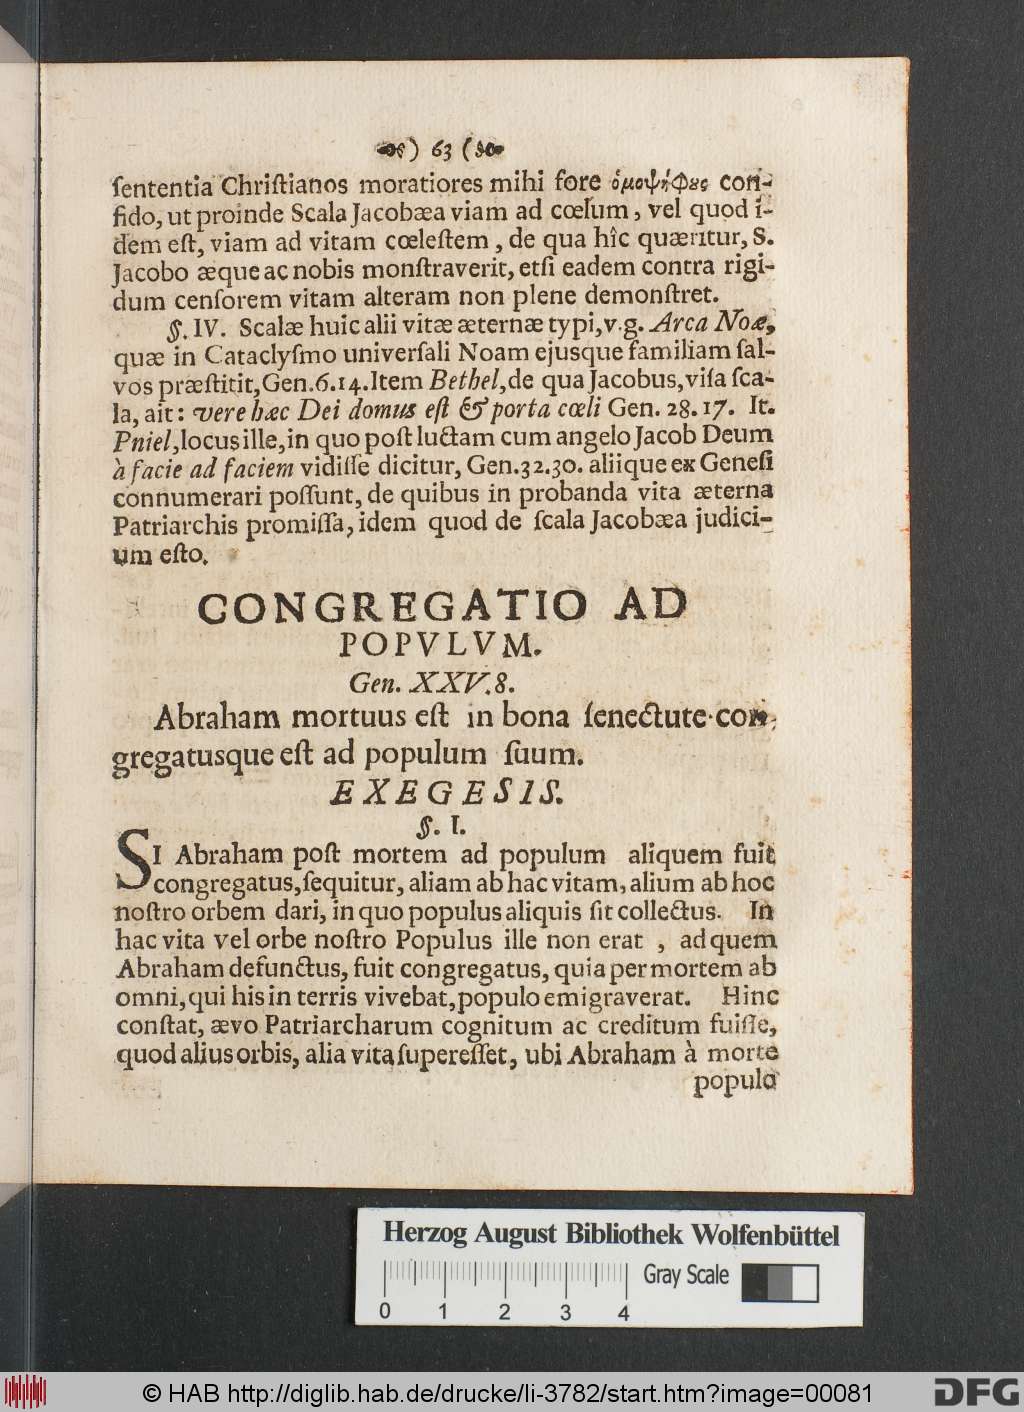 ) 63 (
ſententia Chriſtianos moratiores mihi fore ὁμοψήφους con-
fido, ut proinde Scala Jacobæa viam ad cœlum, vel quod i-
dem eſt, viam ad vitam cœleſtem, de qua hîc quæritur, S.
Jacobo æque ac nobis monſtraverit, etſi eadem contra rigi-
dum cenſorem vitam alteram non plene demonſtret.
§. IV. Scalæ huic alii vitæ æternæ typi, v.g. Arca Noæ,
quæ in Cataclyſmo univerſali Noam ejusque familiam ſal-
vos præſtitit, Gen. 6. 14. Item Bethel, de qua Jacobus, viſa ſca-
la, ait: vere hæc Dei domus eſt & porta cœli Gen. 28. 17. It.
Pniel, locus ille, in quo poſt luctam cum angelo Jacob Deum
à facie ad faciem vidiſſe dicitur, Gen. 32. 30. aliique ex Geneſi
connumerari poſſunt, de quibus in probanda vita æterna
Patriarchis promiſſa, idem quod de ſcala Jacobæa judici-
um eſto.
CONGREGATIO AD
POPVLVM.
Gen. XXV. 8.
Abraham mortuus eſt in bona ſenectute con-
gregatusque eſt ad populum ſuum.
EXEGESIS.
§. I.
SI Abraham poſt mortem ad populum aliquem fuit
congregatus, ſequitur, aliam ab hac vitam, alium ab hoc
noſtro orbem dari, in quo populus aliquis ſit collectus. In
hac vita vel orbe noſtro Populus ille non erat, ad quem
Abraham defunctus, fuit congregatus, quia per mortem ab
omni, qui his in terris vivebat, populo emigraverat. Hinc
conſtat, ævo Patriarcharum cognitum ac creditum fuiſſe,
quod alius orbis, alia vita ſupereſſet, ubi Abraham à morte
populo
Herzog August Bibliothek Wolfenbüttel
Gray Scale
0 1 2 3 4
© HAB http://diglib.hab.de/drucke/li-3782/start.htm?image=00081
DFG